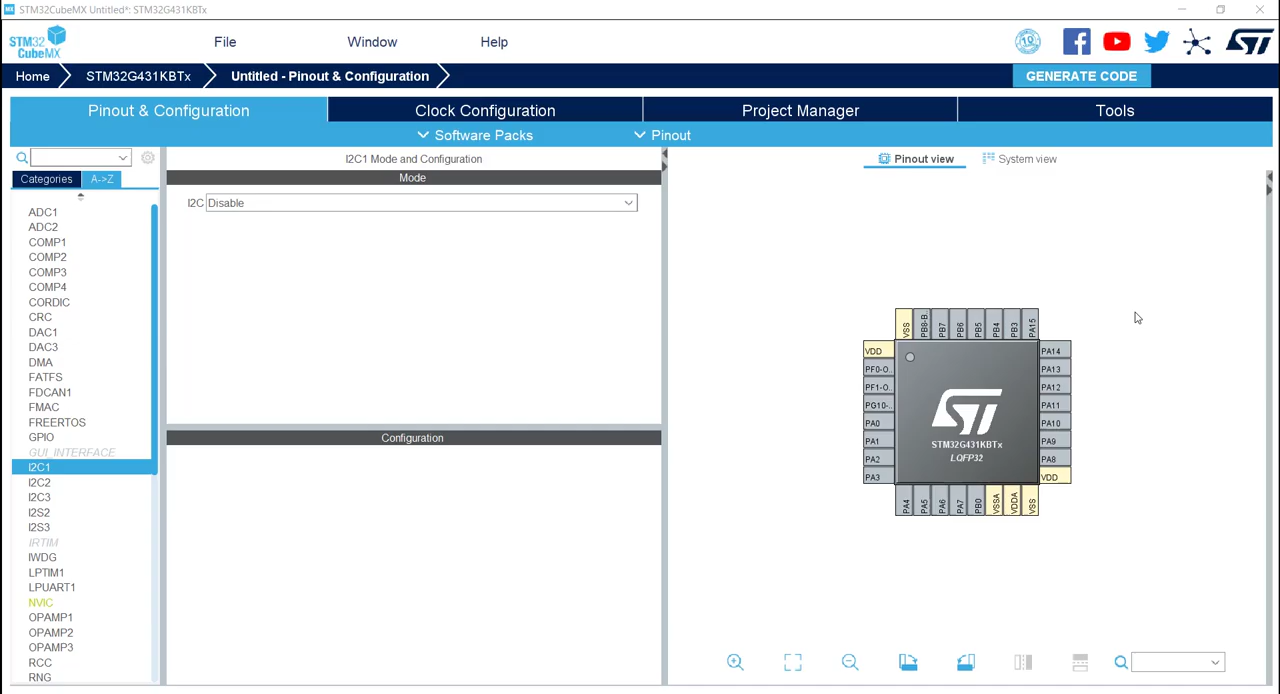 MX STM32CubeMX Untitled*: STM32G431KBTx
STM32
CubeMX
File
Window
Help
10
Home
STM32G431KBTx
Untitled - Pinout & Configuration
GENERATE CODE
Pinout & Configuration
Clock Configuration
Project Manager
Tools
Software Packs
Pinout
Categories
A->Z
ADC1
ADC2
COMP1
COMP2
COMP3
COMP4
CORDIC
CRC
DAC1
DAC3
DMA
FATFS
FDCAN1
FMAC
FREERTOS
GPIO
GUI_INTERFACE
I2C1
I2C2
I2C3
I2S2
I2S3
IRTIM
IWDG
LPTIM1
LPUART1
NVIC
OPAMP1
OPAMP2
OPAMP3
RCC
RNG
I2C1 Mode and Configuration
Mode
I2C Disable
Configuration
Pinout view
System view
VSS
PB8-B..
PB7
PB6
PB5
PB4
PB3
PA15
VDD
PF0-O..
PF1-O..
PG10-..
PA0
PA1
PA2
PA3
ST
STM32G431KBTx
LQFP32
PA14
PA13
PA12
PA11
PA10
PA9
PA8
VDD
PA4
PA5
PA6
PA7
PB0
VSSA
VDDA
VSS